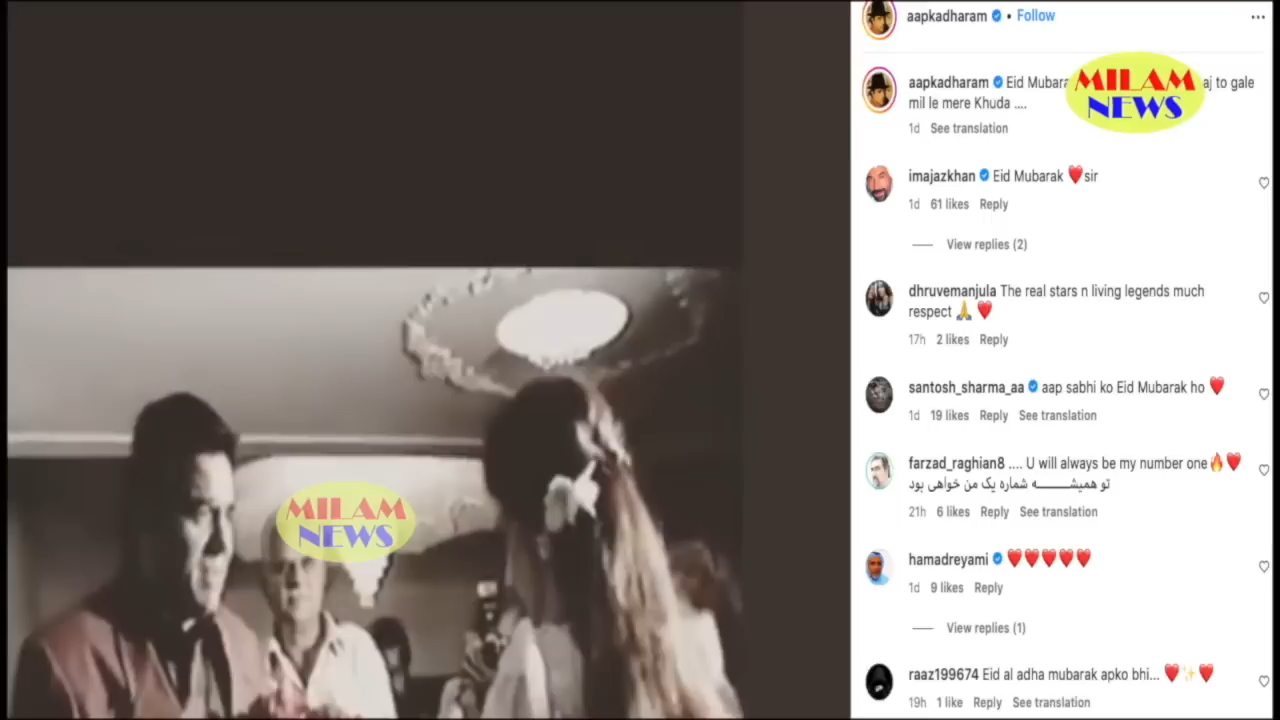 aapkadharam • Follow
aapkadharam Eid Mubara
aj to gale
mil le mere Khuda ....
1d See translation
MILAM
NEWS
imajazkhan Eid Mubarak ❤️sir
1d 61 likes Reply
View replies (2)
dhruvemanjula The real stars n living legends much
respect 🙏 ❤️
17h 2 likes Reply
santosh_sharma_aa aap sabhi ko Eid Mubarak ho ❤️
1d 19 likes Reply See translation
farzad_raghian8 .... U will always be my number one🔥❤️
تو همیشـــــــــه شماره یک من خواهی بود
21h 6 likes Reply See translation
hamadreyami ❤️❤️❤️❤️❤️
1d 9 likes Reply
View replies (1)
raaz199674 Eid al adha mubarak apko bhi... ❤️✨❤️
19h 1 like Reply See translation
MILAM
NEWS